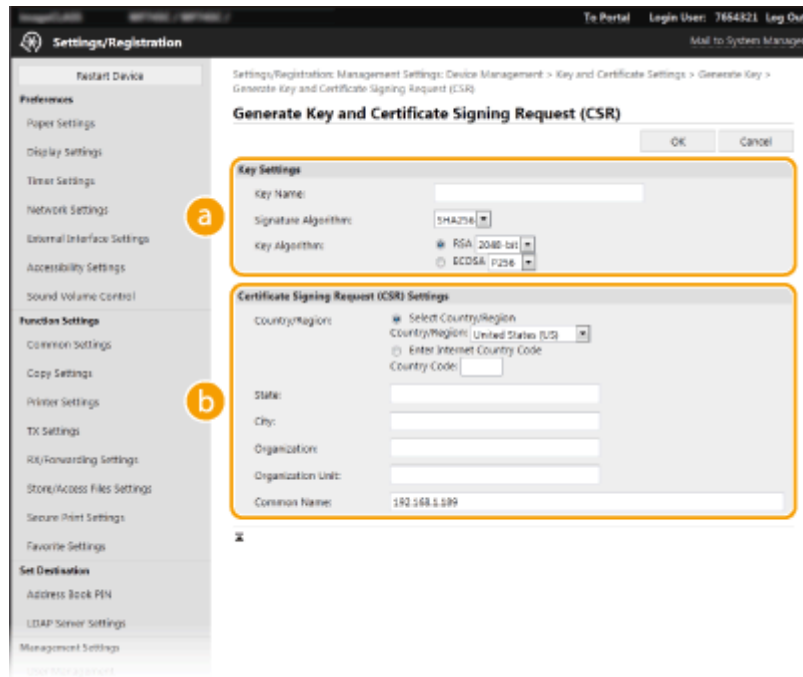 To Portal Login User: 7654321 Log Ou
Settings/Registration
Mail to System Manage
Restart Device
Preferences
Paper Settings
Display Settings
Timer Settings
Network Settings
External Interface Settings
Accessibility Settings
Sound Volume Control
Function Settings
Common Settings
Copy Settings
Printer Settings
TX Settings
RX/Forwarding Settings
Store/Access Files Settings
Secure Print Settings
Favorite Settings
Set Destination
Address Book PIN
LDAP Server Settings
Management Settings
User Management
Settings/Registration: Management Settings: Device Management > Key and Certificate Settings > Generate Key >
Generate Key and Certificate Signing Request (CSR)
Generate Key and Certificate Signing Request (CSR)
OK Cancel
a
Key Settings
Key Name:
Signature Algorithm: SHA256
Key Algorithm: RSA 2048-bit
ECDSA P256
b
Certificate Signing Request (CSR) Settings
Country/Region: Select Country/Region
Country/Region: United States (US)
Enter Internet Country Code
Country Code:
State:
City:
Organization:
Organization Unit:
Common Name: 192.168.1.189